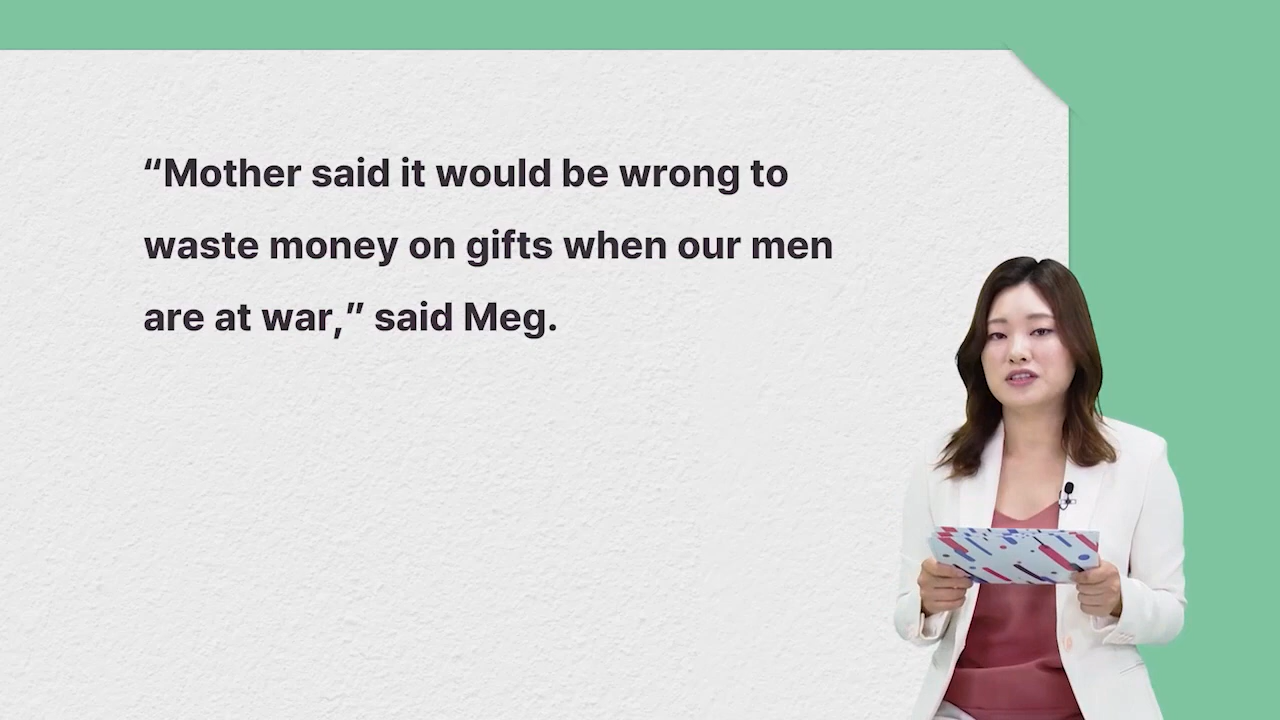 “Mother said it would be wrong to
waste money on gifts when our men
are at war,” said Meg.